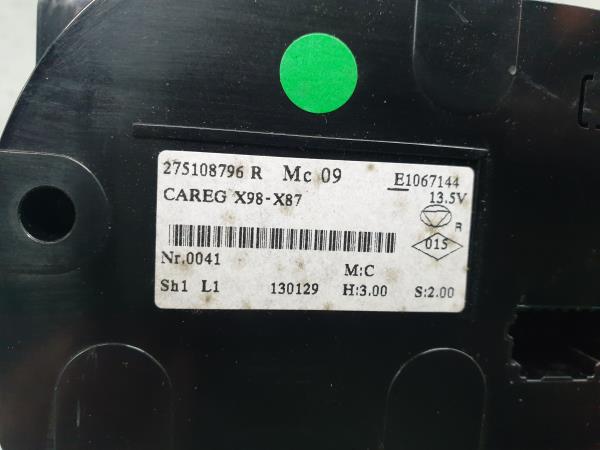 275108796 R Mc 09 E1067144
CAREG X98-X87 13.5V
R
015
Nr.0041 M:C
Sh1 L1 130129 H:3.00 S:2.00